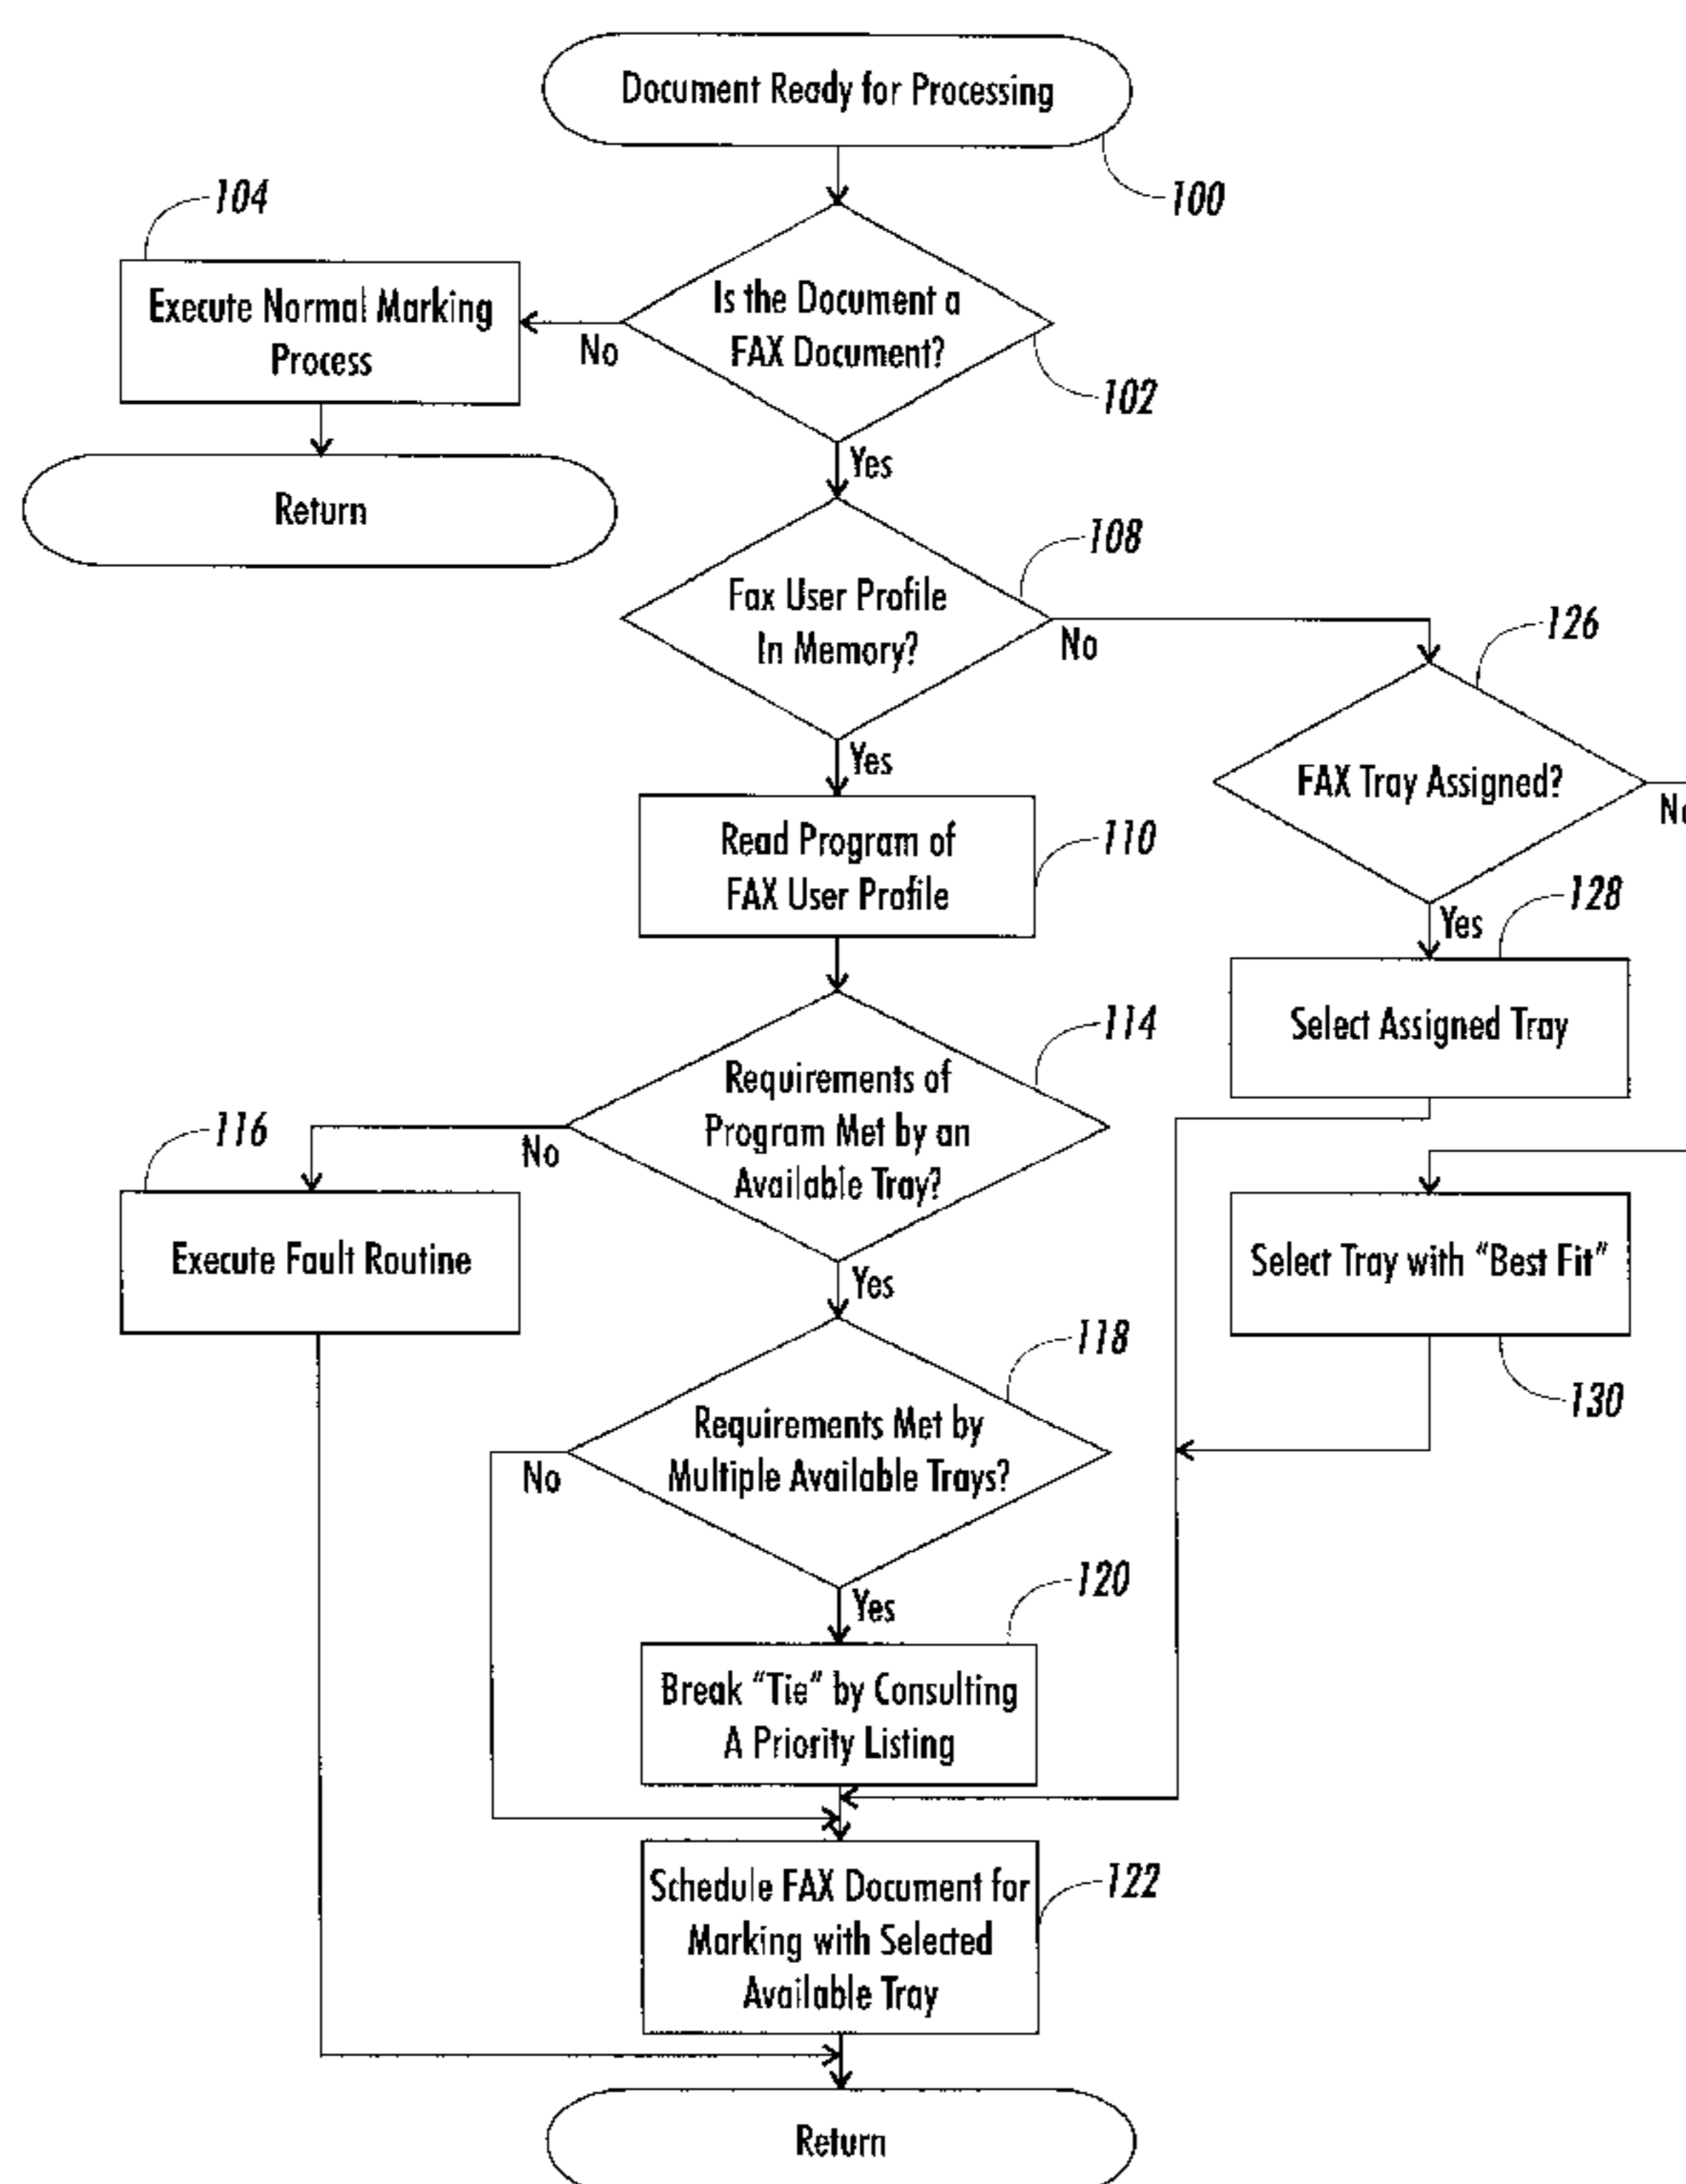 Document Ready for Processing
100
104
Execute Normal Marking
Process
No
Is the Document a
FAX Document?
102
Return
Yes
108
Fax User Profile
In Memory?
No
126
Yes
FAX Tray Assigned?
Read Program of
FAX User Profile
110
128
Yes
Select Assigned Tray
114
Requirements of
Program Met by an
Available Tray?
No
116
Execute Fault Routine
Select Tray with “Best Fit”
Yes
118
130
Requirements Met by
Multiple Available Trays?
No
120
Yes
Break “Tie” by Consulting
A Priority Listing
122
Schedule FAX Document for
Marking with Selected
Available Tray
Return